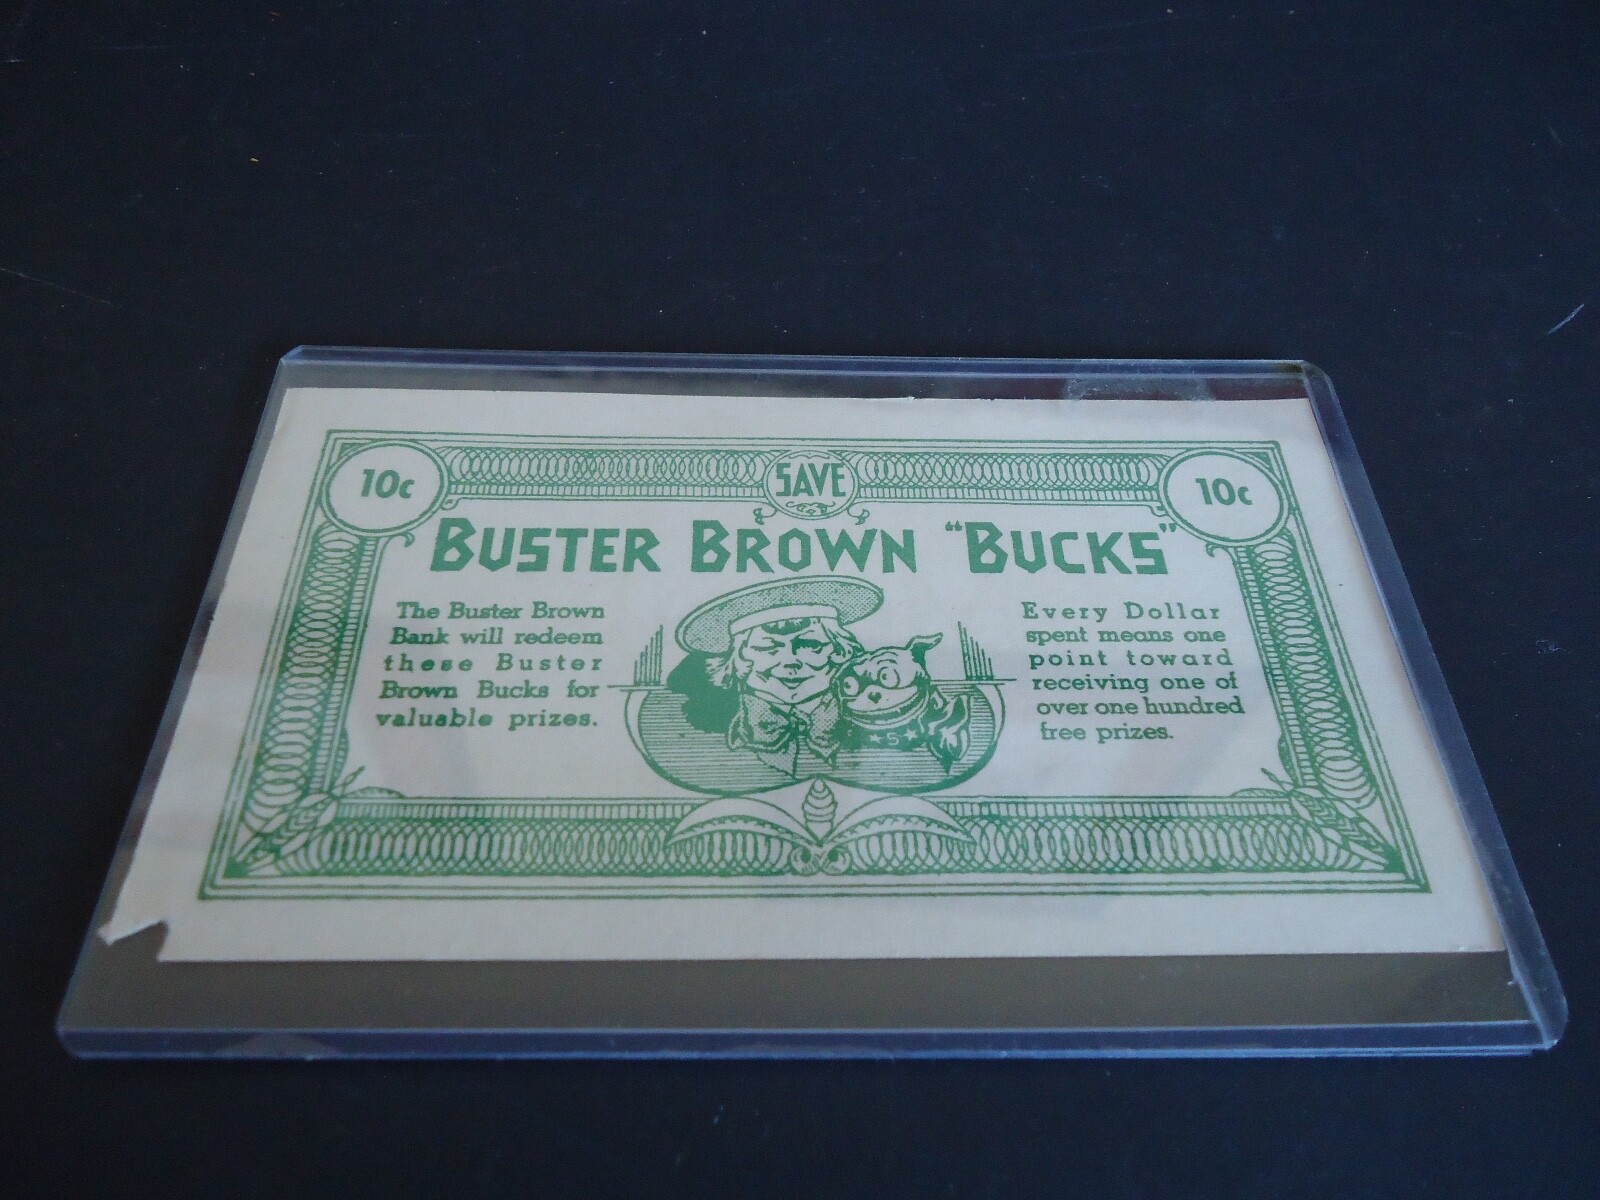 10c SAVE 10c
BUSTER BROWN "BUCKS"
The Buster Brown
Bank will redeem
these Buster
Brown Bucks for
valuable prizes.
Every Dollar
spent means one
point toward
receiving one of
over one hundred
free prizes.
★5★